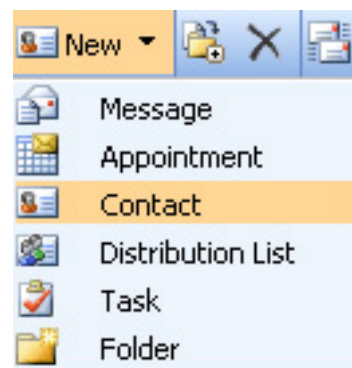 New
Message
Appointment
Contact
Distribution List
Task
Folder